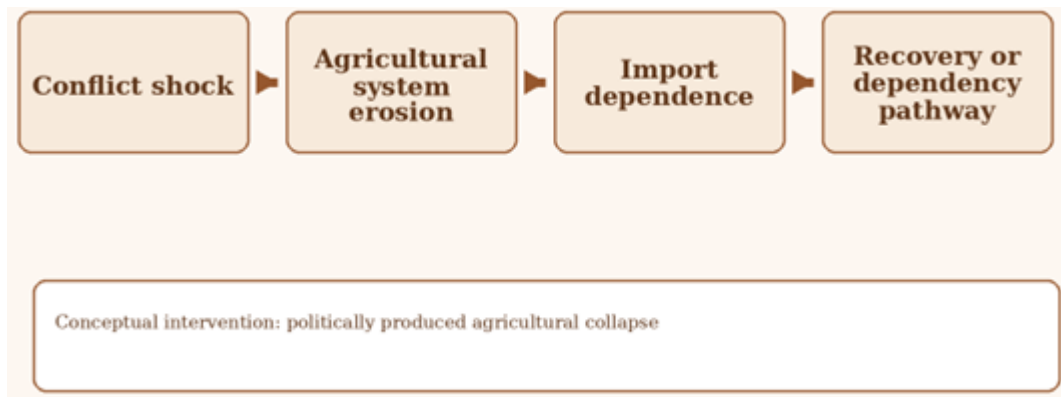 Conflict shock
Agricultural
system
erosion
Import
dependence
Recovery or
dependency
pathway
Conceptual intervention: politically produced agricultural collapse